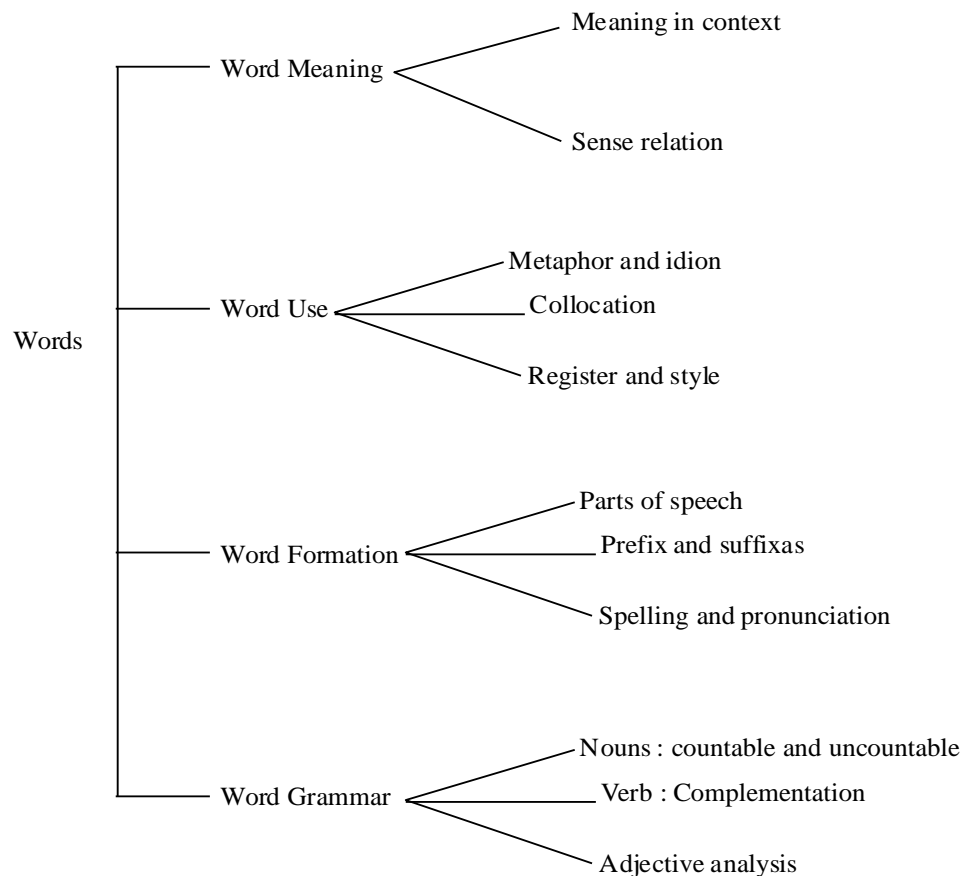 Meaning in context
Word Meaning
Sense relation
Metaphor and idion
Word Use
Collocation
Words
Register and style
Parts of speech
Word Formation
Prefix and suffixas
Spelling and pronunciation
Nouns : countable and uncountable
Word Grammar
Verb : Complementation
Adjective analysis